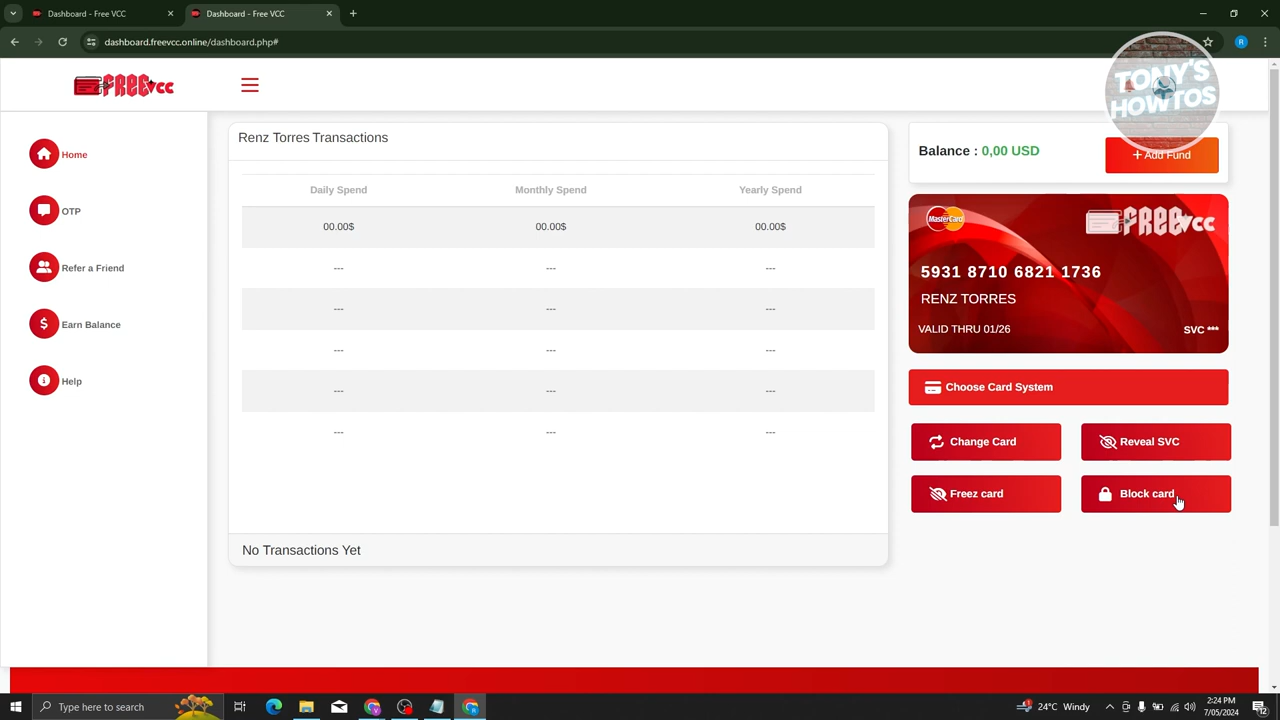 Dashboard - Free VCC
Dashboard - Free VCC
dashboard.freevcc.online/dashboard.php#
R
FREEvcc
TONY'S
HOWTOS
Home
OTP
Refer a Friend
Earn Balance
Help
Renz Torres Transactions
Daily Spend Monthly Spend Yearly Spend
00.00$ 00.00$ 00.00$
--- --- ---
--- --- ---
--- --- ---
--- --- ---
--- --- ---
No Transactions Yet
Balance : 0,00 USD
+ Add Fund
MasterCard
FREEvcc
5931 8710 6821 1736
RENZ TORRES
VALID THRU 01/26 SVC ***
Choose Card System
Change Card Reveal SVC
Freez card Block card
Type here to search
24°C Windy
2:24 PM
7/05/2024